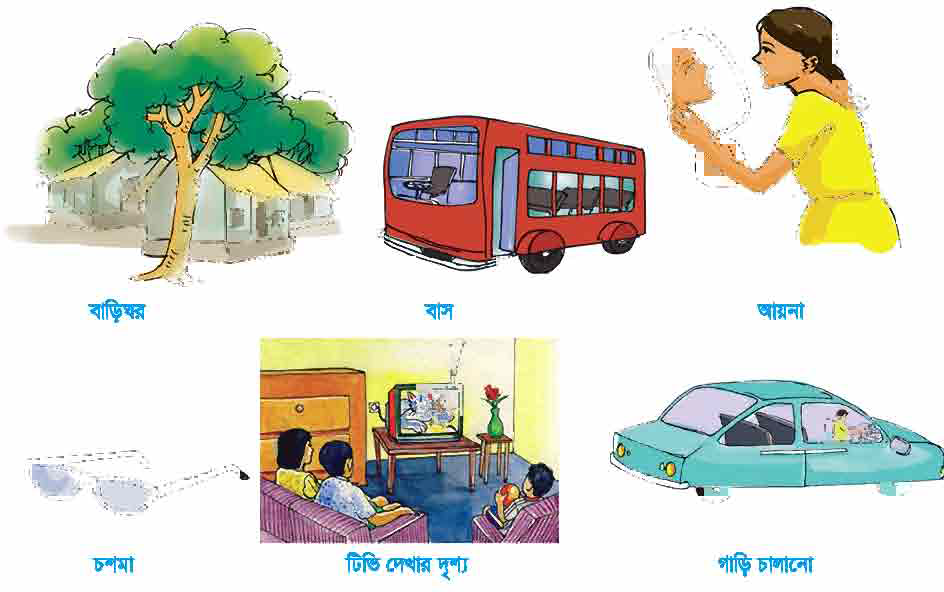 বাড়িঘর
বাস
আয়না
চশমা
টিভি দেখার দৃশ্য
গাড়ি চালানো